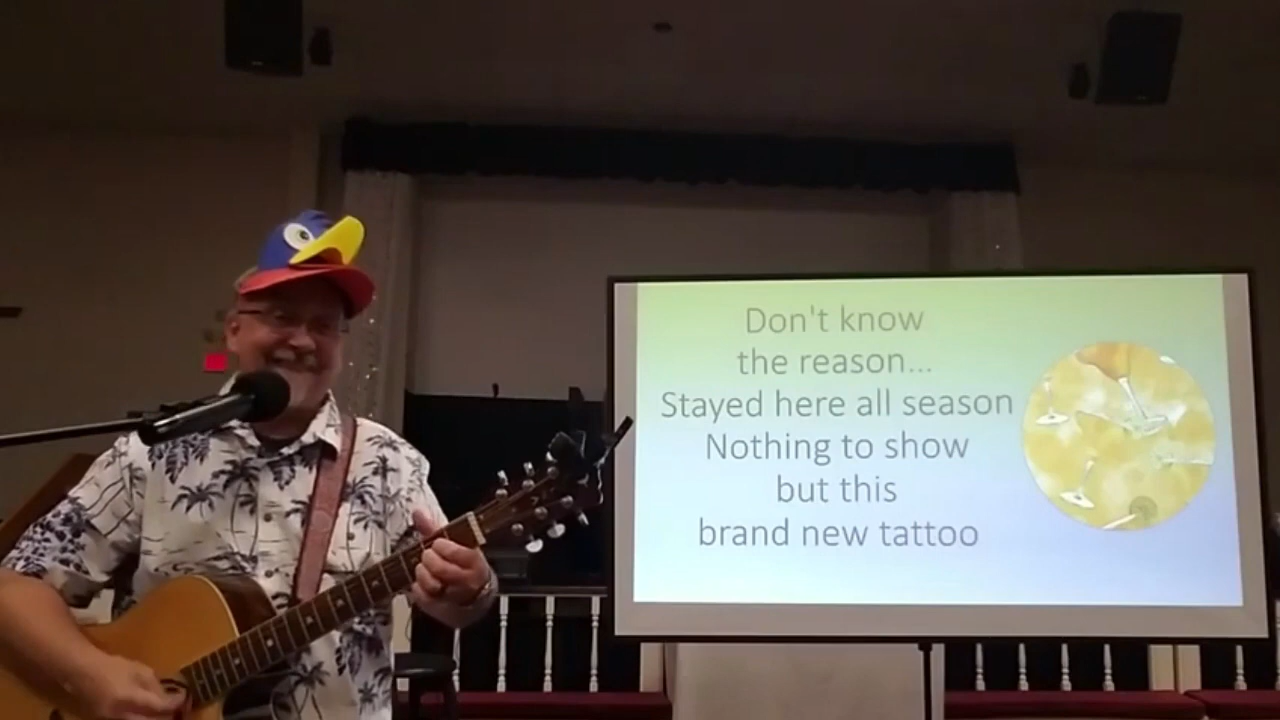 Don't know
the reason...
Stayed here all season
Nothing to show
but this
brand new tattoo